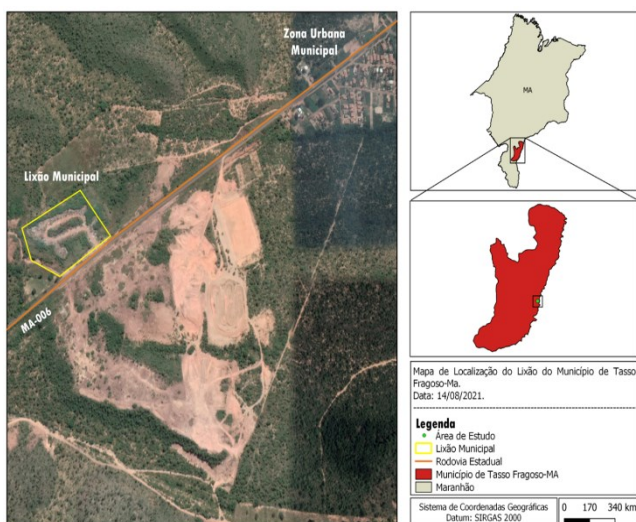 Zona Urbana
Municipal
Lixão Municipal
MA-006
MA
Mapa de Localização do Lixão do Município de Tasso
Fragoso-Ma.
Data: 14/08/2021.
Legenda
Área de Estudo
Lixão Municipal
Rodovia Estadual
Município de Tasso Fragoso-MA
Maranhão
Sistema de Coordenadas Geográficas
Datum: SIRGAS 2000
0 170 340 km